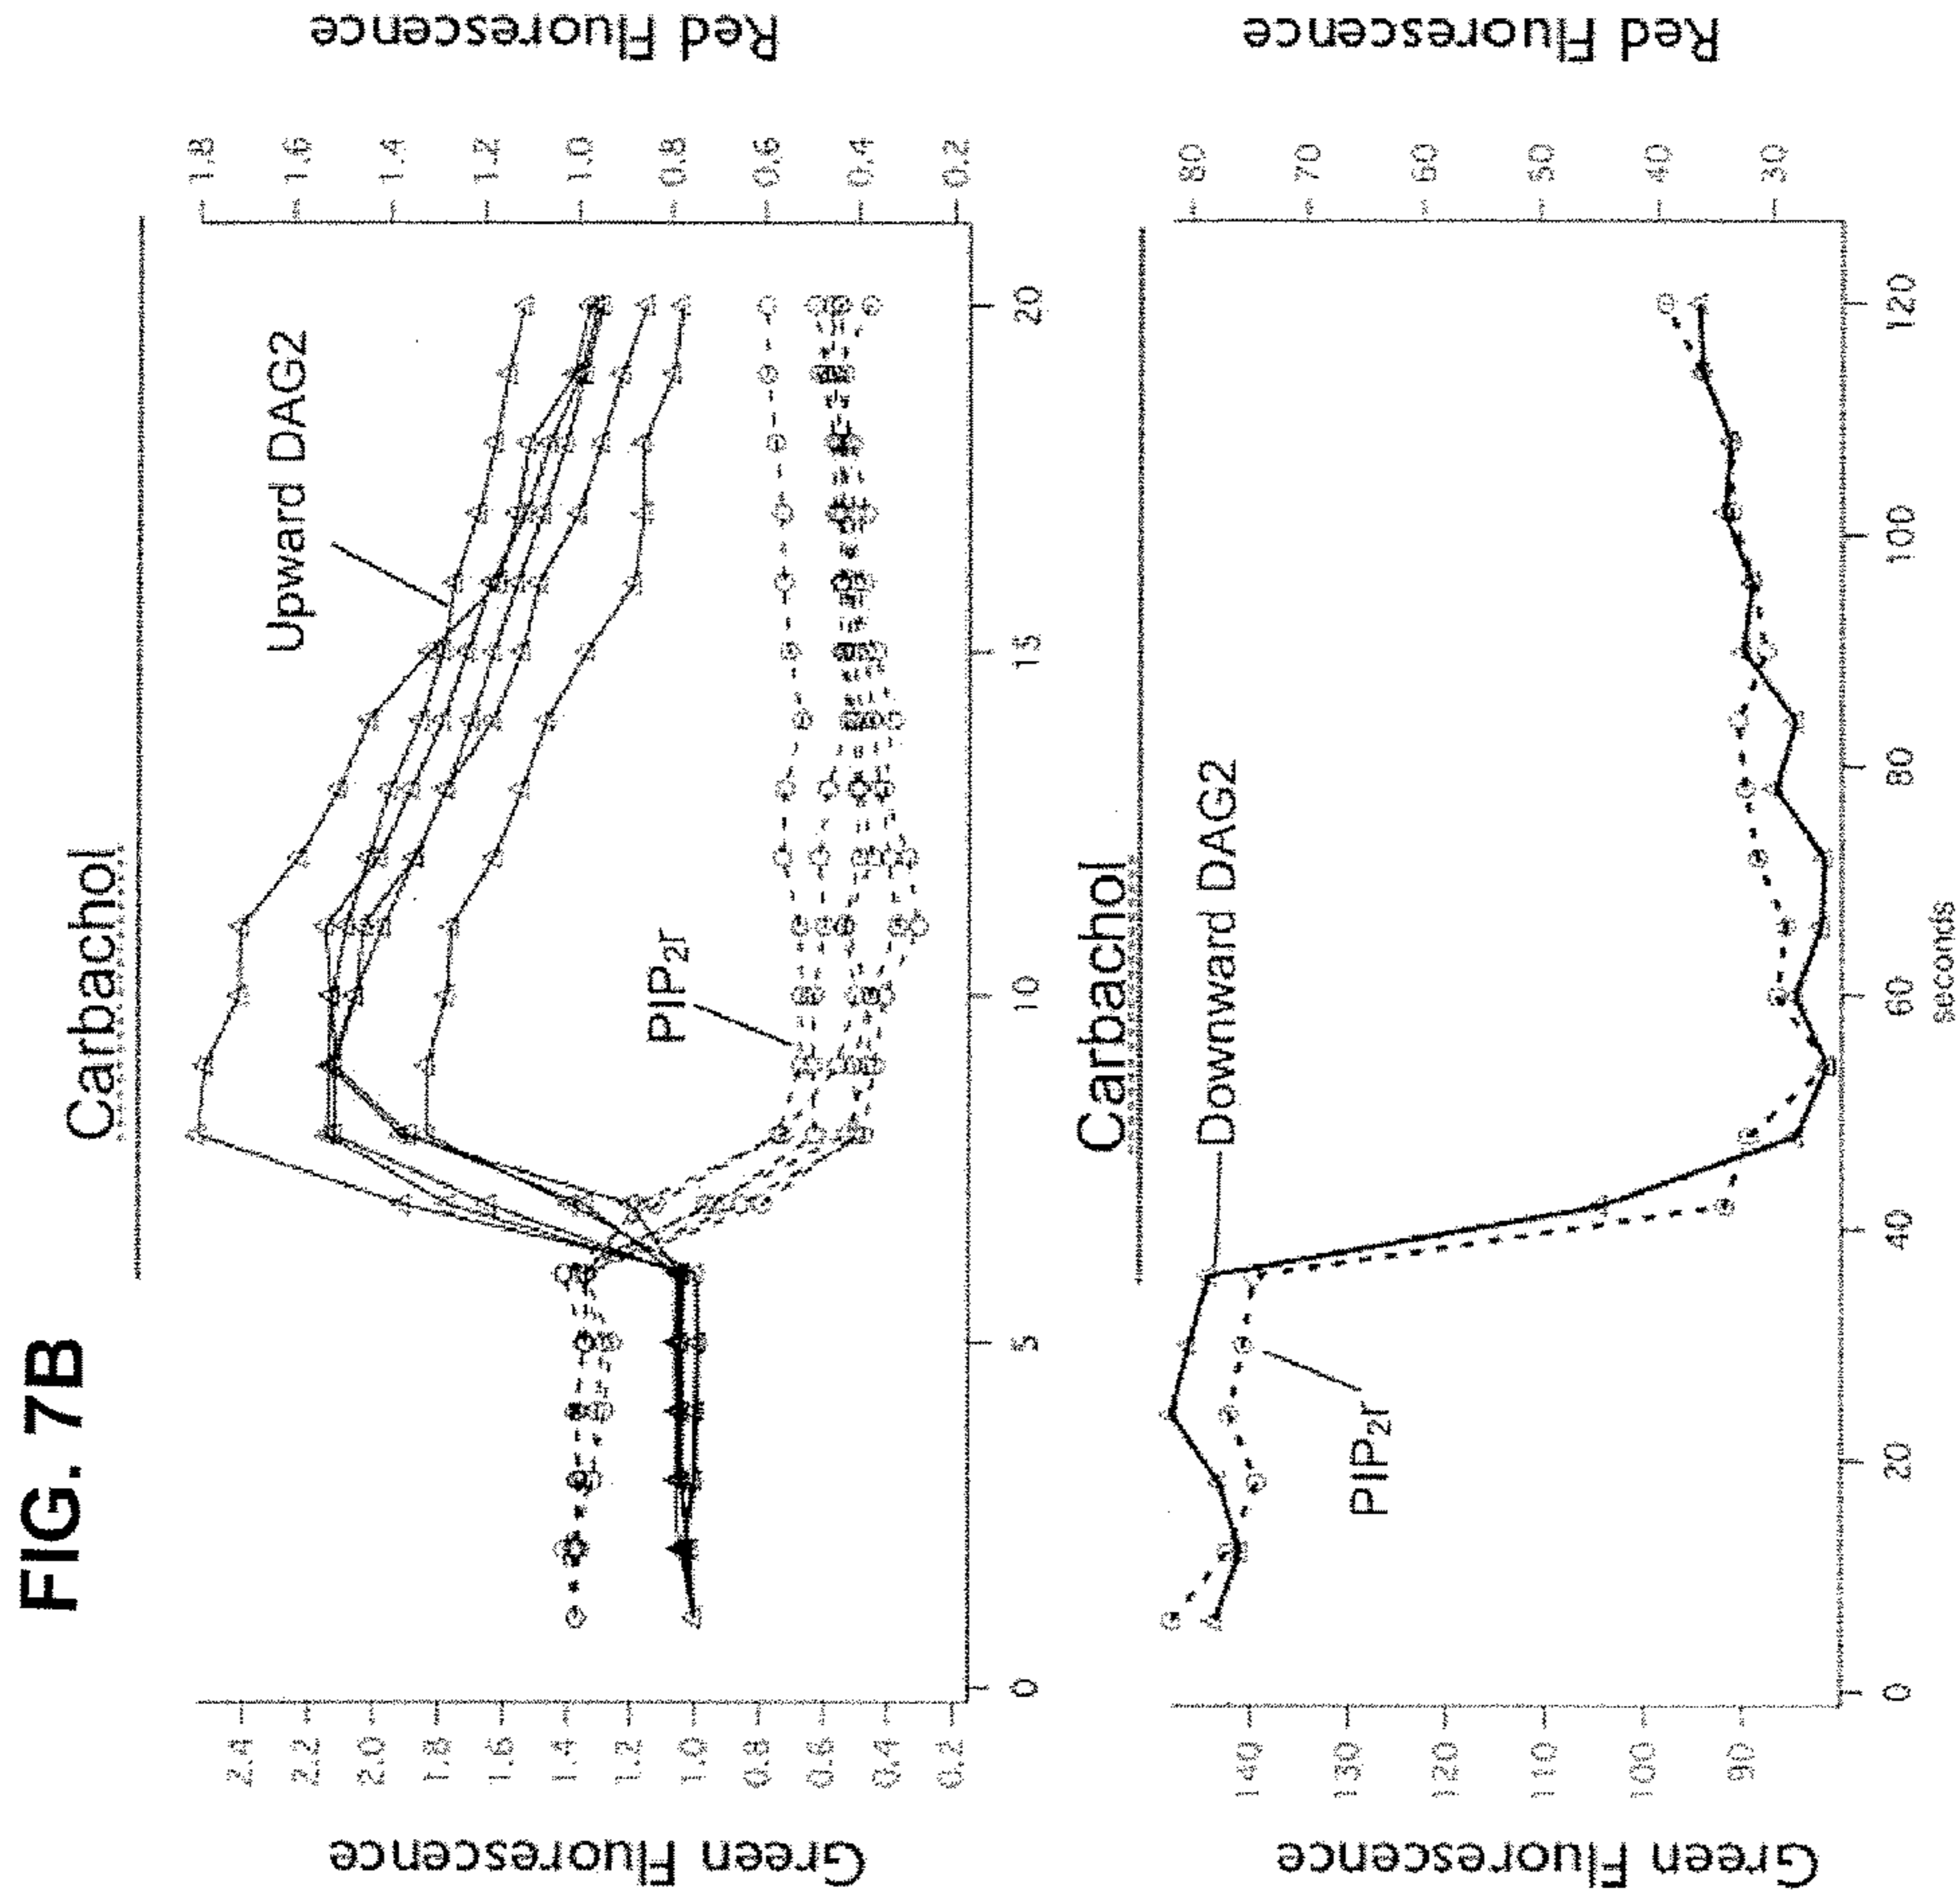 FIG. 7B
Carbachol
Upward DAG2
PIP2r
Green Fluorescence
2.4
2.2
2.0
1.8
1.6
1.4
1.2
1.0
0.8
0.6
0.4
0.2
Red Fluorescence
1.8
1.6
1.4
1.2
1.0
0.8
0.6
0.4
0.2
0 5 10 15 20
Carbachol
Downward DAG2
PIP2r
Green Fluorescence
140
130
120
110
100
90
Red Fluorescence
80
70
60
50
40
30
0 20 40 60 80 100 120
seconds